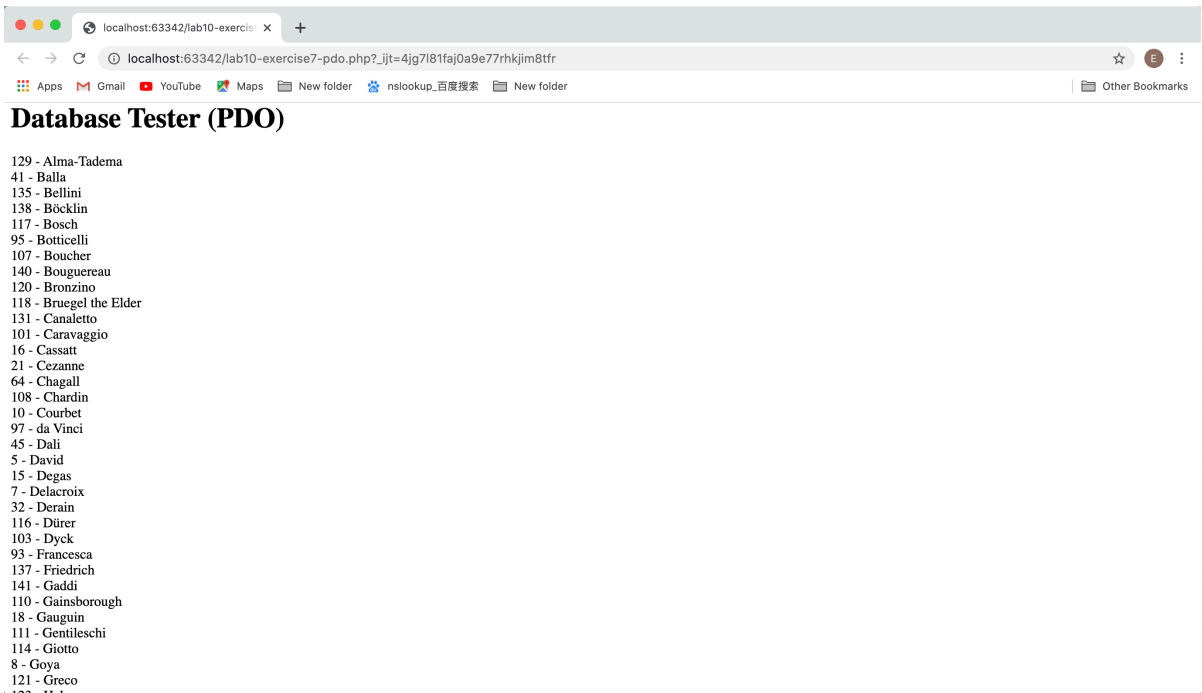 localhost:63342/lab10-exercis
localhost:63342/lab10-exercise7-pdo.php?_ijt=4jg7l81faj0a9e77rhkjim8tfr
E
Apps Gmail YouTube Maps New folder nslookup_百度搜索 New folder Other Bookmarks
Database Tester (PDO)
129 - Alma-Tadema
41 - Balla
135 - Bellini
138 - Böcklin
117 - Bosch
95 - Botticelli
107 - Boucher
140 - Bouguereau
120 - Bronzino
118 - Bruegel the Elder
131 - Canaletto
101 - Caravaggio
16 - Cassatt
21 - Cezanne
64 - Chagall
108 - Chardin
10 - Courbet
97 - da Vinci
45 - Dali
5 - David
15 - Degas
7 - Delacroix
32 - Derain
116 - Dürer
103 - Dyck
93 - Francesca
137 - Friedrich
141 - Gaddi
110 - Gainsborough
18 - Gauguin
111 - Gentileschi
114 - Giotto
8 - Goya
121 - Greco